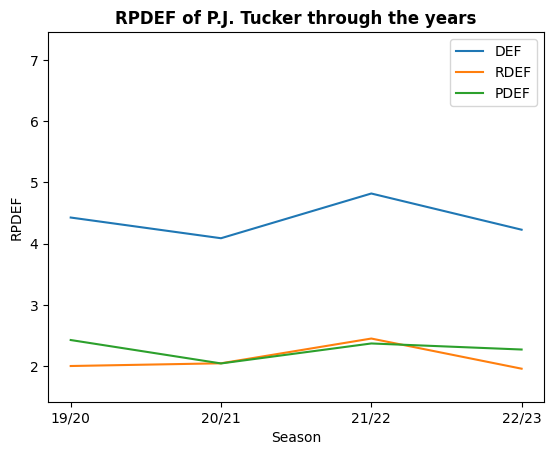 RPDEF of P.J. Tucker through the years
DEF
RDEF
PDEF
7
6
5
4
3
2
RPDEF
19/20
20/21
21/22
22/23
Season